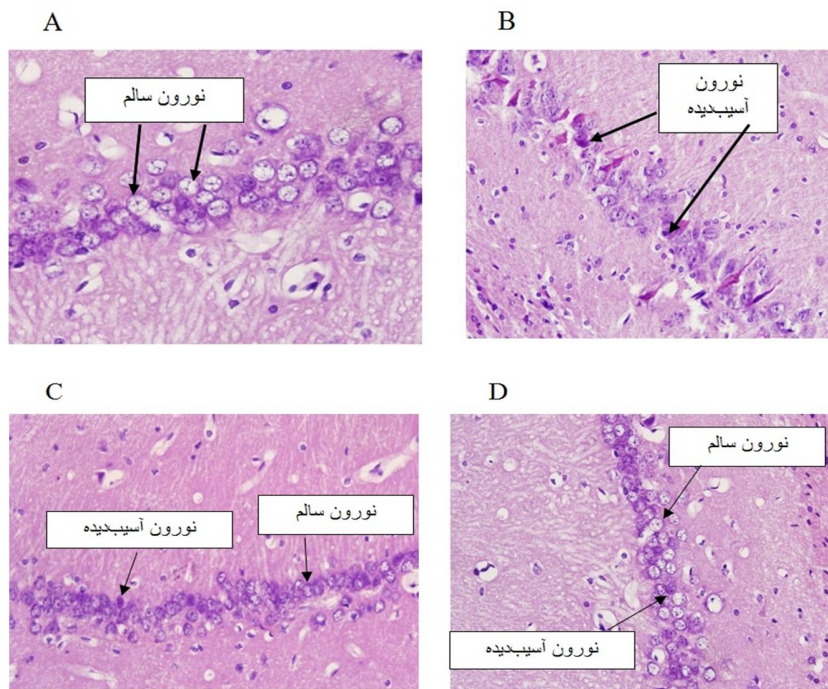 A
نورون سالم
B
نورون
آسیب‌دیده
C
نورون آسیب‌دیده
نورون سالم
D
نورون سالم
نورون آسیب‌دیده